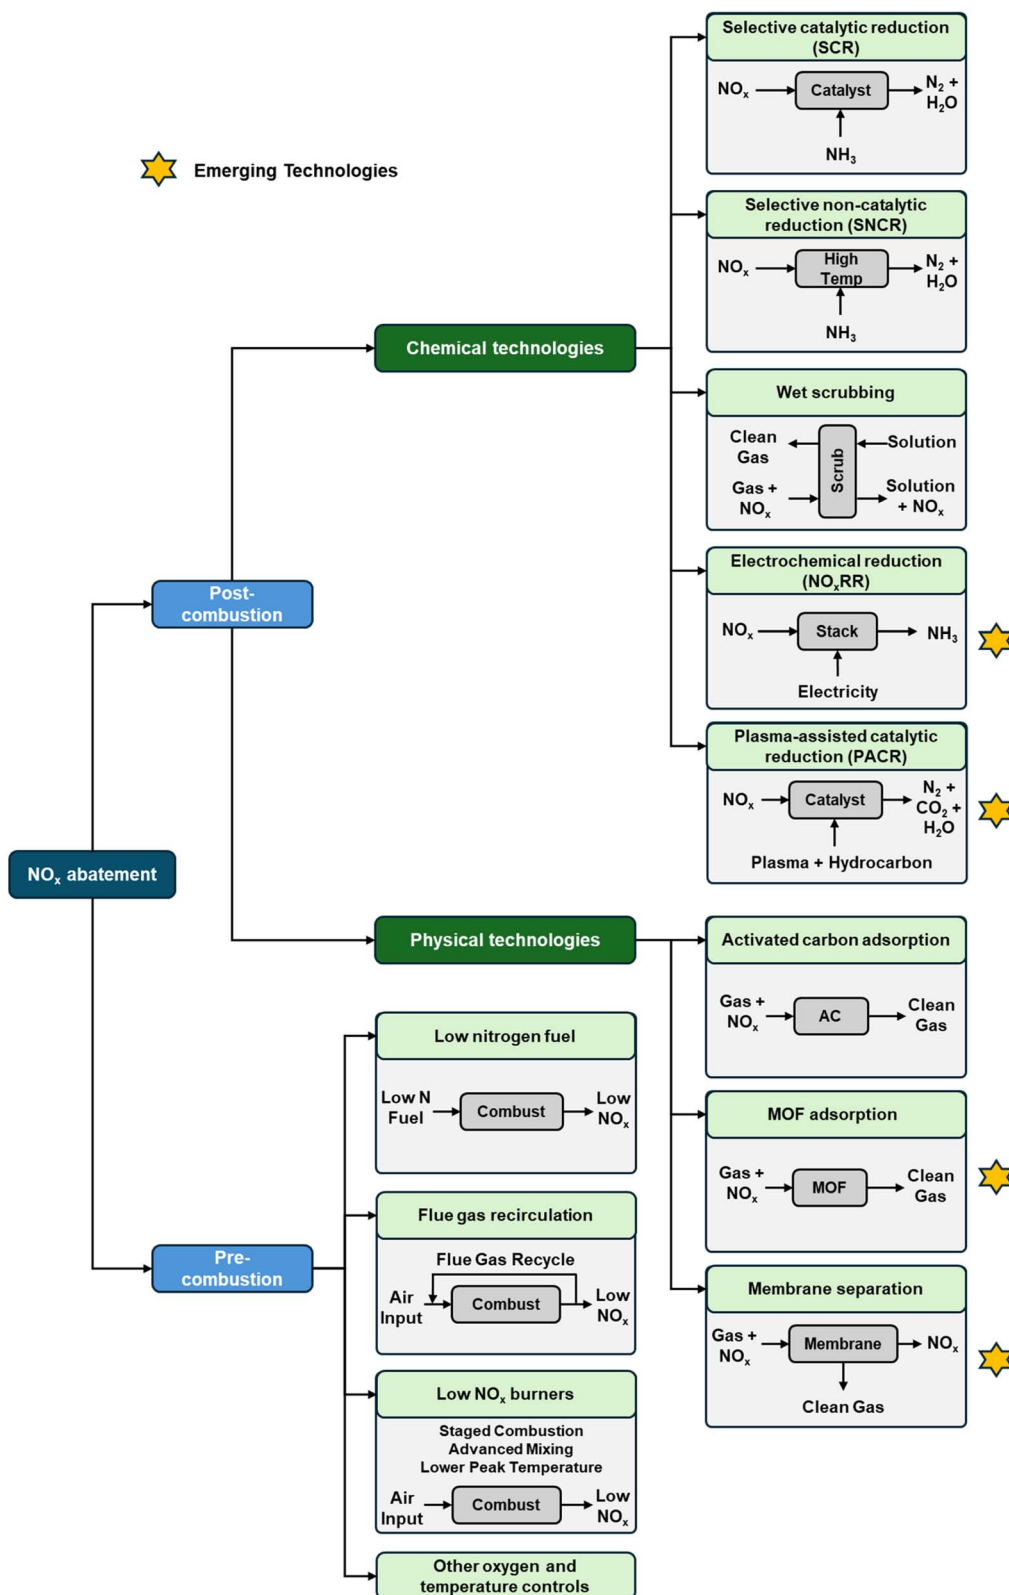 Emerging Technologies
NOₓ abatement
Post-
combustion
Pre-
combustion
Chemical technologies
Selective catalytic reduction
(SCR)
NOₓ
Catalyst
N₂ +
H₂O
NH₃
Selective non-catalytic
reduction (SNCR)
NOₓ
High
Temp
N₂ +
H₂O
NH₃
Wet scrubbing
Clean
Gas
Scrub
Solution
Gas +
NOₓ
Solution
+ NOₓ
Electrochemical reduction
(NOₓRR)
NOₓ
Stack
NH₃
Electricity
Plasma-assisted catalytic
reduction (PACR)
NOₓ
Catalyst
N₂ +
CO₂ +
H₂O
Plasma + Hydrocarbon
Physical technologies
Activated carbon adsorption
Gas +
NOₓ
AC
Clean
Gas
MOF adsorption
Gas +
NOₓ
MOF
Clean
Gas
Membrane separation
Gas +
NOₓ
Membrane
NOₓ
Clean Gas
Low nitrogen fuel
Low N
Fuel
Combust
Low
NOₓ
Flue gas recirculation
Flue Gas Recycle
Air
Input
Combust
Low
NOₓ
Low NOₓ burners
Staged Combustion
Advanced Mixing
Lower Peak Temperature
Air
Input
Combust
Low
NOₓ
Other oxygen and
temperature controls